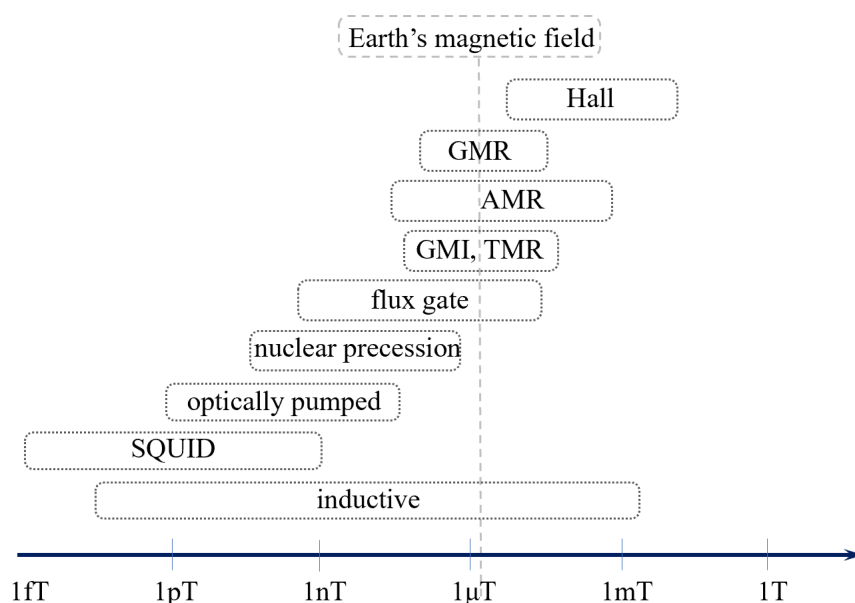 Earth's magnetic field
Hall
GMR
AMR
GMI, TMR
flux gate
nuclear precession
optically pumped
SQUID
inductive
1fT 1pT 1nT 1μT 1mT 1T